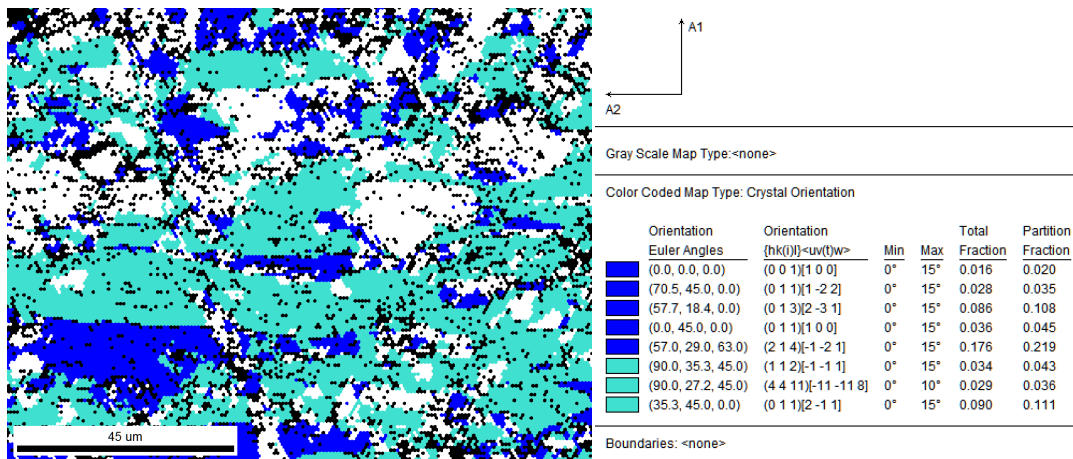 A1
A2
Gray Scale Map Type:<none>
Color Coded Map Type: Crystal Orientation
Orientation Orientation Total Partition
Euler Angles {hk(i)l}<uv(t)w> Min Max Fraction Fraction
(0.0, 0.0, 0.0) (0 0 1)[1 0 0] 0° 15° 0.016 0.020
(70.5, 45.0, 0.0) (0 1 1)[1 -2 2] 0° 15° 0.028 0.035
(57.7, 18.4, 0.0) (0 1 3)[2 -3 1] 0° 15° 0.086 0.108
(0.0, 45.0, 0.0) (0 1 1)[1 0 0] 0° 15° 0.036 0.045
(57.0, 29.0, 63.0) (2 1 4)[-1 -2 1] 0° 15° 0.176 0.219
(90.0, 35.3, 45.0) (1 1 2)[-1 -1 1] 0° 15° 0.034 0.043
(90.0, 27.2, 45.0) (4 4 11)[-11 -11 8] 0° 10° 0.029 0.036
(35.3, 45.0, 0.0) (0 1 1)[2 -1 1] 0° 15° 0.090 0.111
45 um
Boundaries: <none>